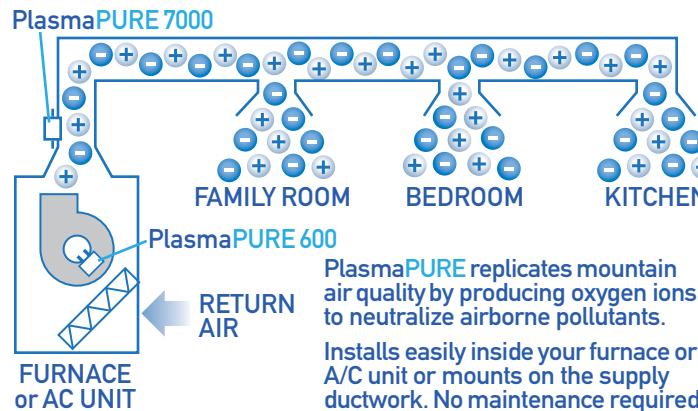 PlasmaPURE 7000
FAMILY ROOM
BEDROOM
KITCHEN
PlasmaPURE 600
RETURN
AIR
FURNACE
or AC UNIT
PlasmaPURE replicates mountain
air quality by producing oxygen ions
to neutralize airborne pollutants.
Installs easily inside your furnace or
A/C unit or mounts on the supply
ductwork. No maintenance required